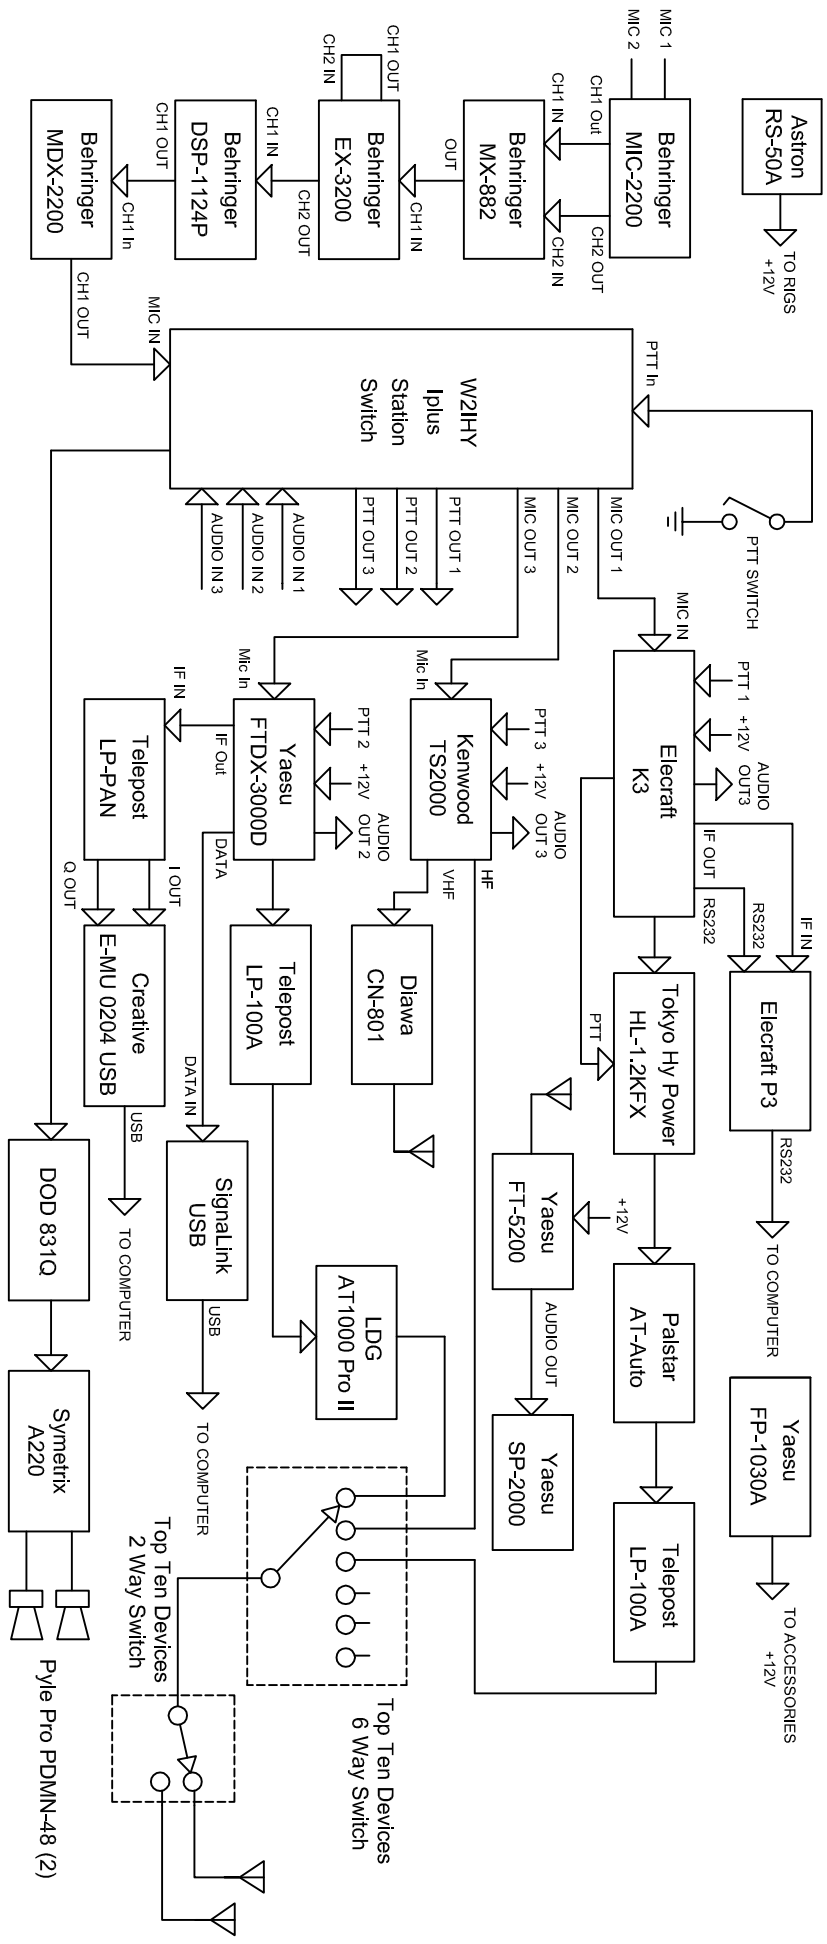 Astron
RS-50A
TO RIGS
+12V
MIC 1
MIC 2
Behringer
MIC-2200
CH1 Out
CH2 OUT
CH1 IN
CH2 IN
Behringer
MX-882
OUT
CH1 IN
CH1 OUT
CH2 IN
Behringer
EX-3200
CH2 OUT
CH1 IN
Behringer
DSP-1124P
CH1 OUT
CH1 In
Behringer
MDX-2200
CH1 OUT
MIC IN
PTT In
W2IHY
Iplus
Station
Switch
PTT SWITCH
MIC OUT 1
MIC OUT 2
MIC OUT 3
PTT OUT 1
PTT OUT 2
PTT OUT 3
AUDIO IN 1
AUDIO IN 2
AUDIO IN 3
MIC IN
PTT 1
+12V
AUDIO
OUT3
Elecraft
K3
IF OUT
RS232
IF IN
RS232
Elecraft P3
RS232
TO COMPUTER
PTT
Tokyo Hy Power
HL-1.2KFX
Palstar
AT-Auto
Telepost
LP-100A
Yaesu
FP-1030A
TO ACCESSORIES
+12V
Mic In
PTT 3
+12V
AUDIO
OUT 3
Kenwood
TS2000
HF
VHF
Diawa
CN-801
+12V
Yaesu
FT-5200
AUDIO OUT
Yaesu
SP-2000
Mic In
PTT 2
+12V
AUDIO
OUT 2
Yaesu
FTDX-3000D
IF Out
DATA
IF IN
Telepost
LP-100A
LDG
AT1000 Pro II
DATA IN
SignaLink
USB
USB
TO COMPUTER
Telepost
LP-PAN
I OUT
Q OUT
Creative
E-MU 0204 USB
USB
TO COMPUTER
DOD 831Q
Symetrix
A220
Pyle Pro PDMN-48 (2)
Top Ten Devices
6 Way Switch
Top Ten Devices
2 Way Switch